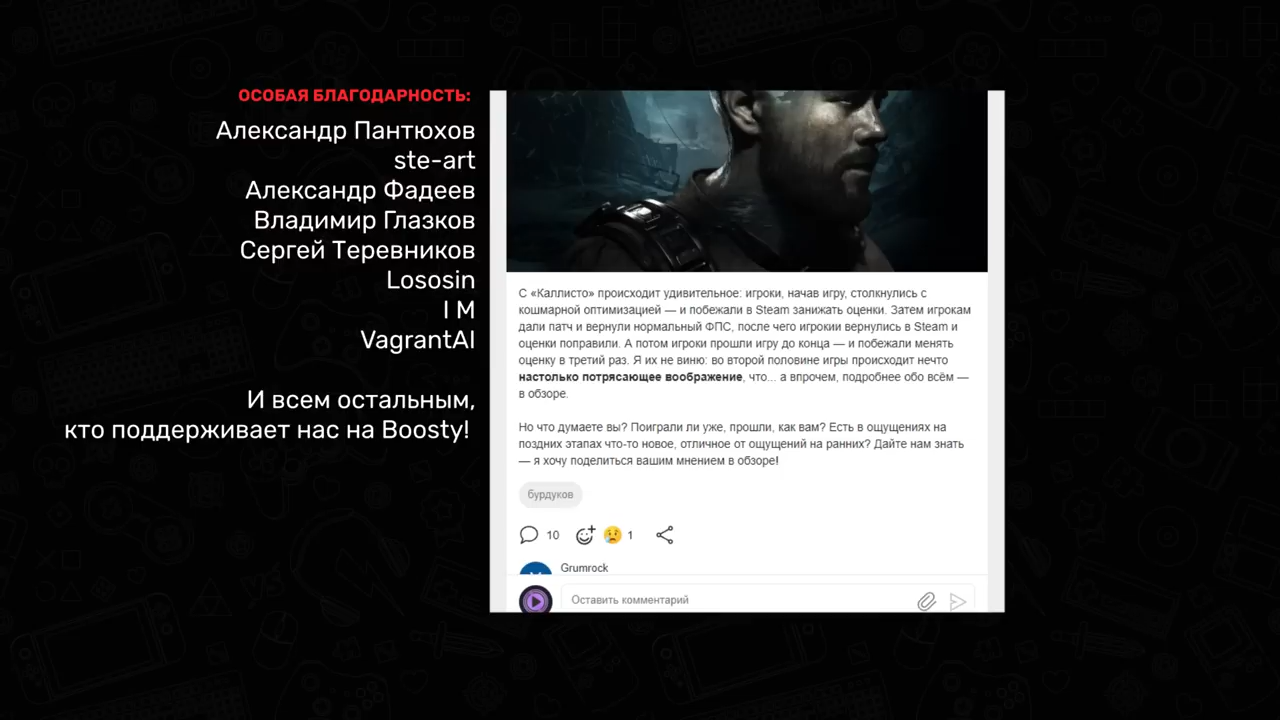 ОСОБАЯ БЛАГОДАРНОСТЬ:
Александр Пантюхов
ste-art
Александр Фадеев
Владимир Глазков
Сергей Теревников
Lososin
I M
VagrantAI
И всем остальным,
кто поддерживает нас на Boosty!
С «Каллисто» происходит удивительное: игроки, начав игру, столкнулись с
кошмарной оптимизацией — и побежали в Steam занижать оценки. Затем игрокам
дали патч и вернули нормальный ФПС, после чего игрокии вернулись в Steam и
оценки поправили. А потом игроки прошли игру до конца — и побежали менять
оценку в третий раз. Я их не виню: во второй половине игры происходит нечто
настолько потрясающее воображение, что... а впрочем, подробнее обо всём —
в обзоре.
Но что думаете вы? Поиграли ли уже, прошли, как вам? Есть в ощущениях на
поздних этапах что-то новое, отличное от ощущений на ранних? Дайте нам знать
— я хочу поделиться вашим мнением в обзоре!
бурдуков
10
1
Grumrock
Оставить комментарий